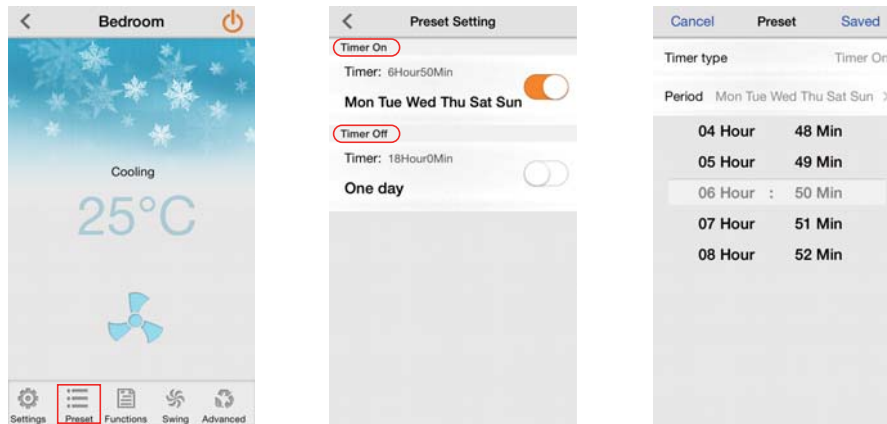 Bedroom
Cooling
25°C
Settings Preset Functions Swing Advanced
Preset Setting
Timer On
Timer: 6Hour50Min
Mon Tue Wed Thu Sat Sun
Timer Off
Timer: 18Hour0Min
One day
Cancel Preset Saved
Timer type Timer On
Period Mon Tue Wed Thu Sat Sun
04 Hour 48 Min
05 Hour 49 Min
06 Hour : 50 Min
07 Hour 51 Min
08 Hour 52 Min